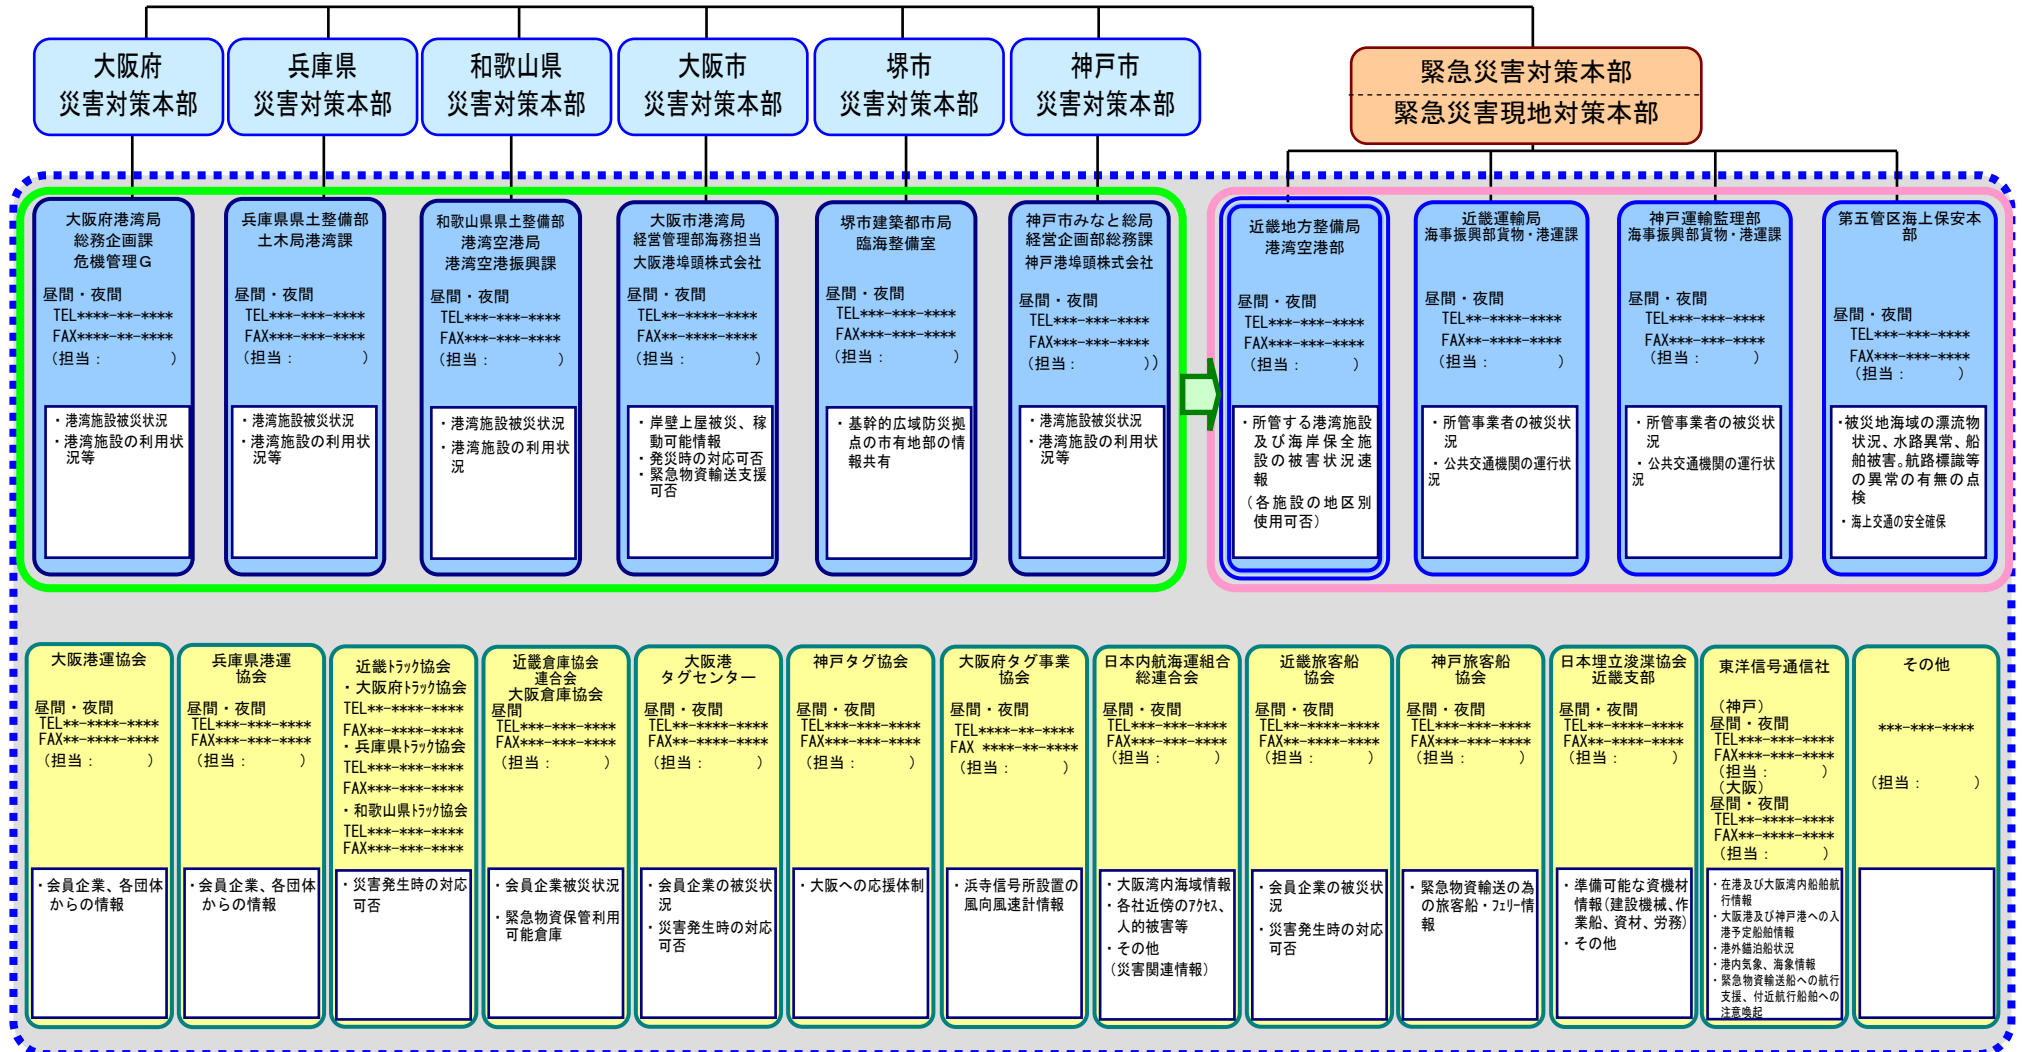 大阪府
災害対策本部
兵庫県
災害対策本部
和歌山県
災害対策本部
大阪市
災害対策本部
堺市
災害対策本部
神戸市
災害対策本部
緊急災害対策本部
緊急災害現地対策本部
大阪府港湾局
総務企画課
危機管理G
昼間・夜間
TEL****-**-****
FAX****-**-****
(担当：　　　　)
・港湾施設被災状況
・港湾施設の利用状
況等
兵庫県県土整備部
土木局港湾課
昼間・夜間
TEL***-***-****
FAX***-***-****
(担当：　　　　)
・港湾施設被災状況
・港湾施設の利用状
況等
和歌山県県土整備部
港湾空港局
港湾空港振興課
昼間・夜間
TEL***-***-****
FAX***-***-****
(担当：　　　　)
・港湾施設被災状況
・港湾施設の利用状
況
大阪市港湾局
経営管理部海務担当
大阪港埠頭株式会社
昼間・夜間
TEL**-****-****
FAX**-****-****
(担当：　　　　)
・岸壁上屋被災、稼
動可能情報
・発災時の対応可否
・緊急物資輸送支援
可否
堺市建築都市局
臨海整備室
昼間・夜間
TEL***-***-****
FAX***-***-****
(担当：　　　　)
・基幹的広域防災拠
点の市有地部の情
報共有
神戸市みなと総局
経営企画部総務課
神戸港埠頭株式会社
昼間・夜間
TEL***-***-****
FAX***-***-****
(担当：　　　　))
・港湾施設被災状況
・港湾施設の利用状
況等
近畿地方整備局
港湾空港部
昼間・夜間
TEL***-***-****
FAX***-***-****
(担当：　　　　)
・所管する港湾施設
及び海岸保全施
設の被害状況速
報
(各施設の地区別
使用可否)
近畿運輸局
海事振興部貨物・港運課
昼間・夜間
TEL**-****-****
FAX**-****-****
(担当：　　　　)
・所管事業者の被災状
況
・公共交通機関の運行状
況
神戸運輸監理部
海事振興部貨物・港運課
昼間・夜間
TEL***-***-****
FAX***-***-****
(担当：　　　　)
・所管事業者の被災状
況
・公共交通機関の運行状
況
第五管区海上保安本
部
昼間・夜間
TEL***-***-****
FAX***-***-****
(担当：　　　　)
・被災地海域の漂流物
状況、水路異常、船
舶被害。航路標識等
の異常の有無の点
検
・海上交通の安全確保
大阪港運協会
昼間・夜間
TEL**-****-****
FAX**-****-****
(担当：　　　　)
・会員企業、各団体
からの情報
兵庫県港運
協会
昼間・夜間
TEL***-***-****
FAX***-***-****
(担当：　　　　)
・会員企業、各団体
からの情報
近畿ﾄﾗｯｸ協会
・大阪府ﾄﾗｯｸ協会
TEL**-****-****
FAX**-****-****
・兵庫県ﾄﾗｯｸ協会
TEL***-***-****
FAX***-***-****
・和歌山県ﾄﾗｯｸ協会
TEL***-***-****
FAX***-***-****
・災害発生時の対応
可否
近畿倉庫協会
連合会
大阪倉庫協会
昼間
TEL***-***-****
FAX***-***-****
(担当：　　　　)
・会員企業被災状況
・緊急物資保管利用
可能倉庫
大阪港
タグセンター
昼間・夜間
TEL**-****-****
FAX**-****-****
(担当：　　　　)
・会員企業の被災状
況
・災害発生時の対応
可否
神戸タグ協会
昼間・夜間
TEL***-***-****
FAX***-***-****
(担当：　　　　)
・大阪への応援体制
大阪府タグ事業
協会
昼間・夜間
TEL****-**-****
FAX ****-**-****
(担当：　　　　)
・浜寺信号所設置の
風向風速計情報
日本内航海運組合
総連合会
昼間・夜間
TEL***-***-****
FAX***-***-****
(担当：　　　　)
・大阪湾内海域情報
・各社近傍のｱｸｾｽ、
人的被害等
・その他
(災害関連情報)
近畿旅客船
協会
昼間・夜間
TEL**-****-****
FAX**-****-****
(担当：　　　　)
・会員企業の被災状
況
・災害発生時の対応
可否
神戸旅客船
協会
昼間・夜間
TEL***-***-****
FAX***-***-****
(担当：　　　　)
・緊急物資輸送の為
の旅客船・ﾌｪﾘｰ情
報
日本埋立浚渫協会
近畿支部
昼間・夜間
TEL**-****-****
FAX**-****-****
(担当：　　　　)
・準備可能な資機材
情報(建設機械、作
業船、資材、労務)
・その他
東洋信号通信社
(神戸)
昼間・夜間
TEL***-***-****
FAX***-***-****
(担当：　　　　)
(大阪)
昼間・夜間
TEL**-****-****
FAX**-****-****
(担当：　　　　)
・在港及び大阪湾内船舶航
行情報
・大阪港及び神戸港への入
港予定船舶情報
・港外錨泊船状況
・港内気象、海象情報
・緊急物資輸送船への航行
支援、付近航行船舶への
注意喚起
その他
***-***-****
(担当：　　　　)